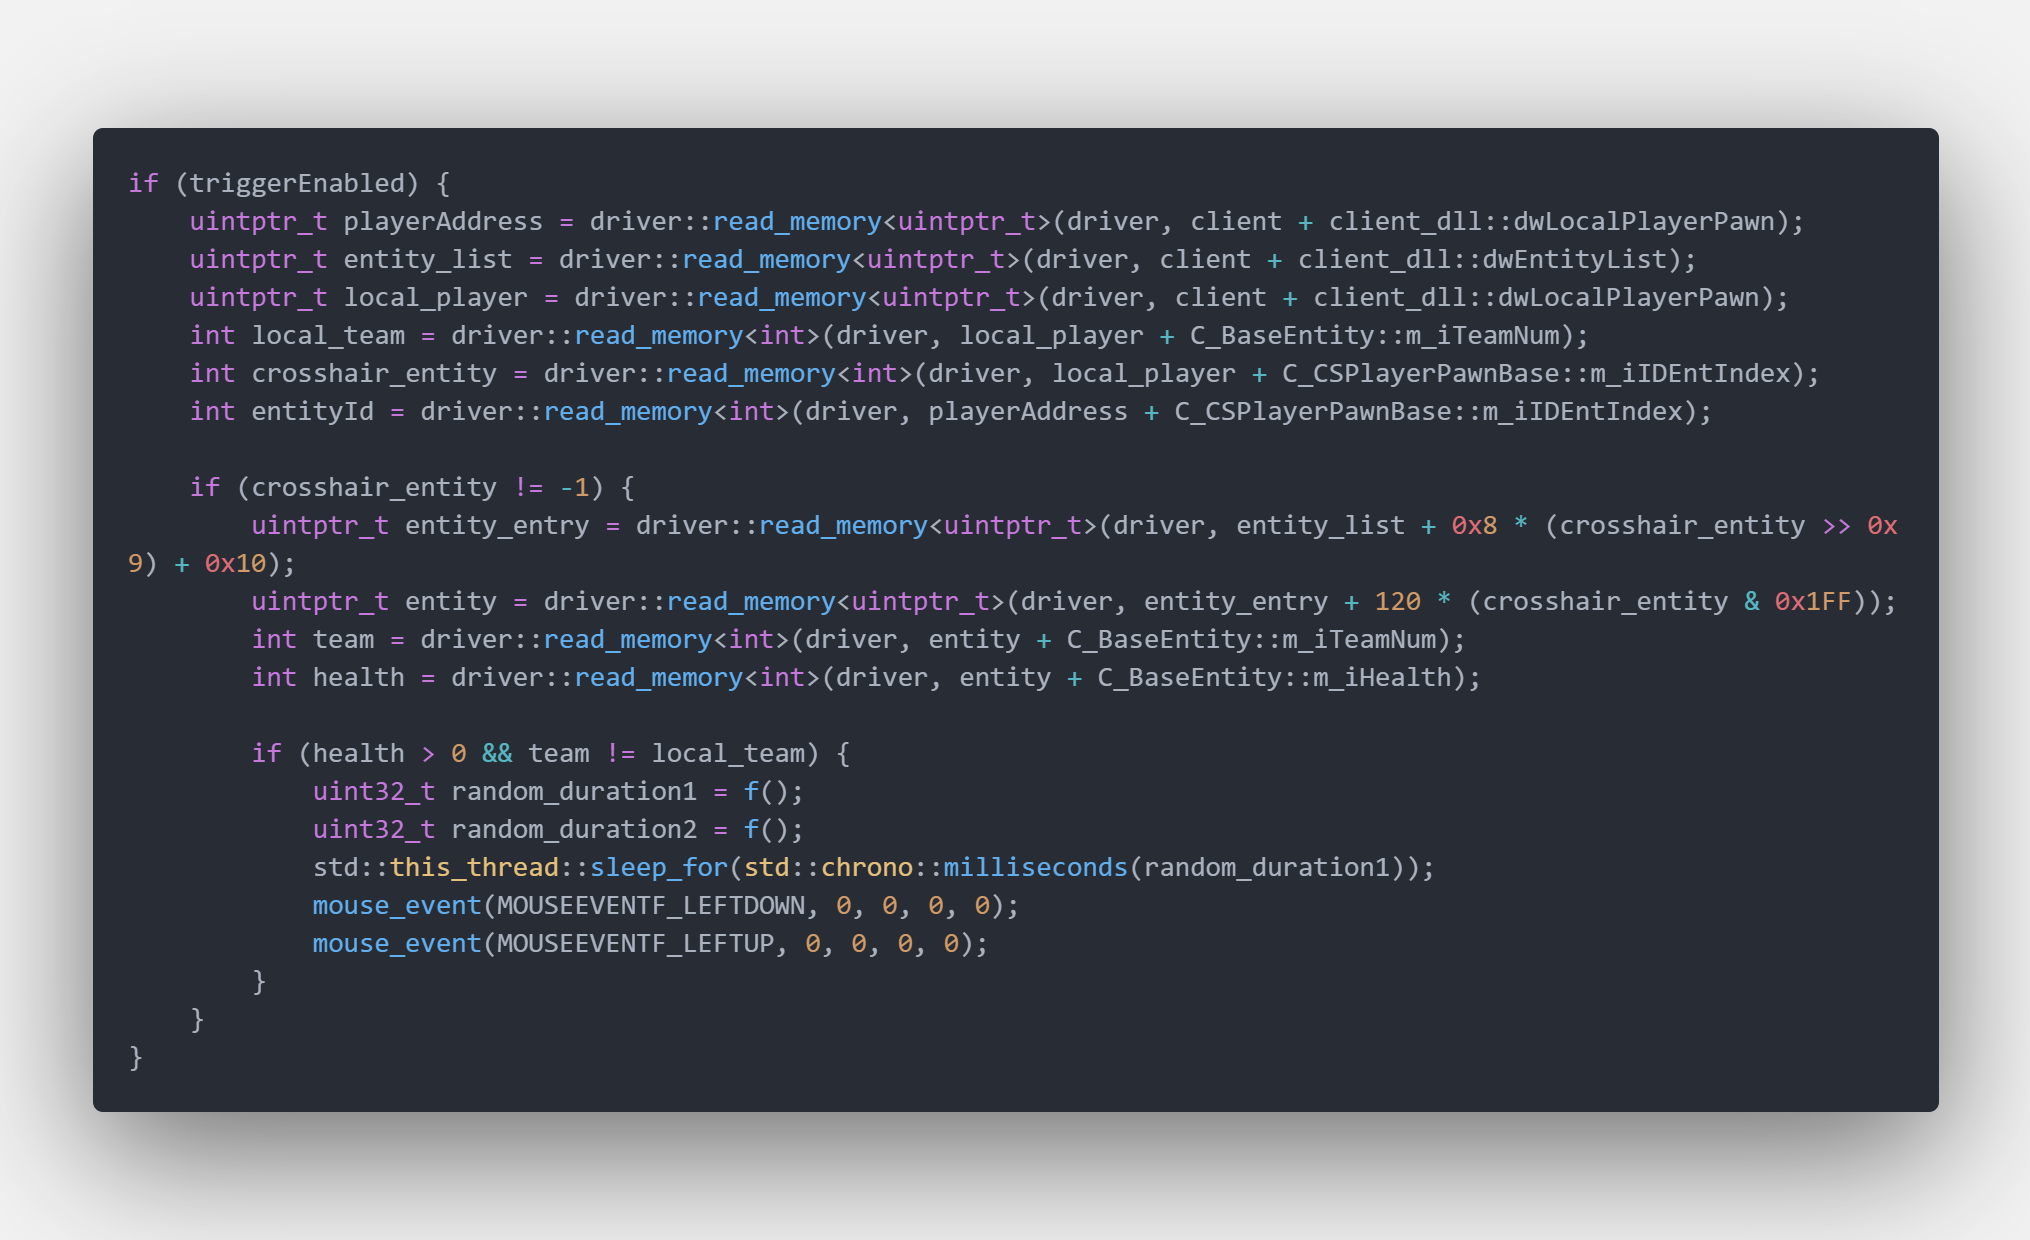 if (triggerEnabled) {
    uintptr_t playerAddress = driver::read_memory<uintptr_t>(driver, client + client_dll::dwLocalPlayerPawn);
    uintptr_t entity_list = driver::read_memory<uintptr_t>(driver, client + client_dll::dwEntityList);
    uintptr_t local_player = driver::read_memory<uintptr_t>(driver, client + client_dll::dwLocalPlayerPawn);
    int local_team = driver::read_memory<int>(driver, local_player + C_BaseEntity::m_iTeamNum);
    int crosshair_entity = driver::read_memory<int>(driver, local_player + C_CSPlayerPawnBase::m_iIDEntIndex);
    int entityId = driver::read_memory<int>(driver, playerAddress + C_CSPlayerPawnBase::m_iIDEntIndex);

    if (crosshair_entity != -1) {
        uintptr_t entity_entry = driver::read_memory<uintptr_t>(driver, entity_list + 0x8 * (crosshair_entity >> 0x
9) + 0x10);
        uintptr_t entity = driver::read_memory<uintptr_t>(driver, entity_entry + 120 * (crosshair_entity & 0x1FF));
        int team = driver::read_memory<int>(driver, entity + C_BaseEntity::m_iTeamNum);
        int health = driver::read_memory<int>(driver, entity + C_BaseEntity::m_iHealth);

        if (health > 0 && team != local_team) {
            uint32_t random_duration1 = f();
            uint32_t random_duration2 = f();
            std::this_thread::sleep_for(std::chrono::milliseconds(random_duration1));
            mouse_event(MOUSEEVENTF_LEFTDOWN, 0, 0, 0, 0);
            mouse_event(MOUSEEVENTF_LEFTUP, 0, 0, 0, 0);
        }
    }
}